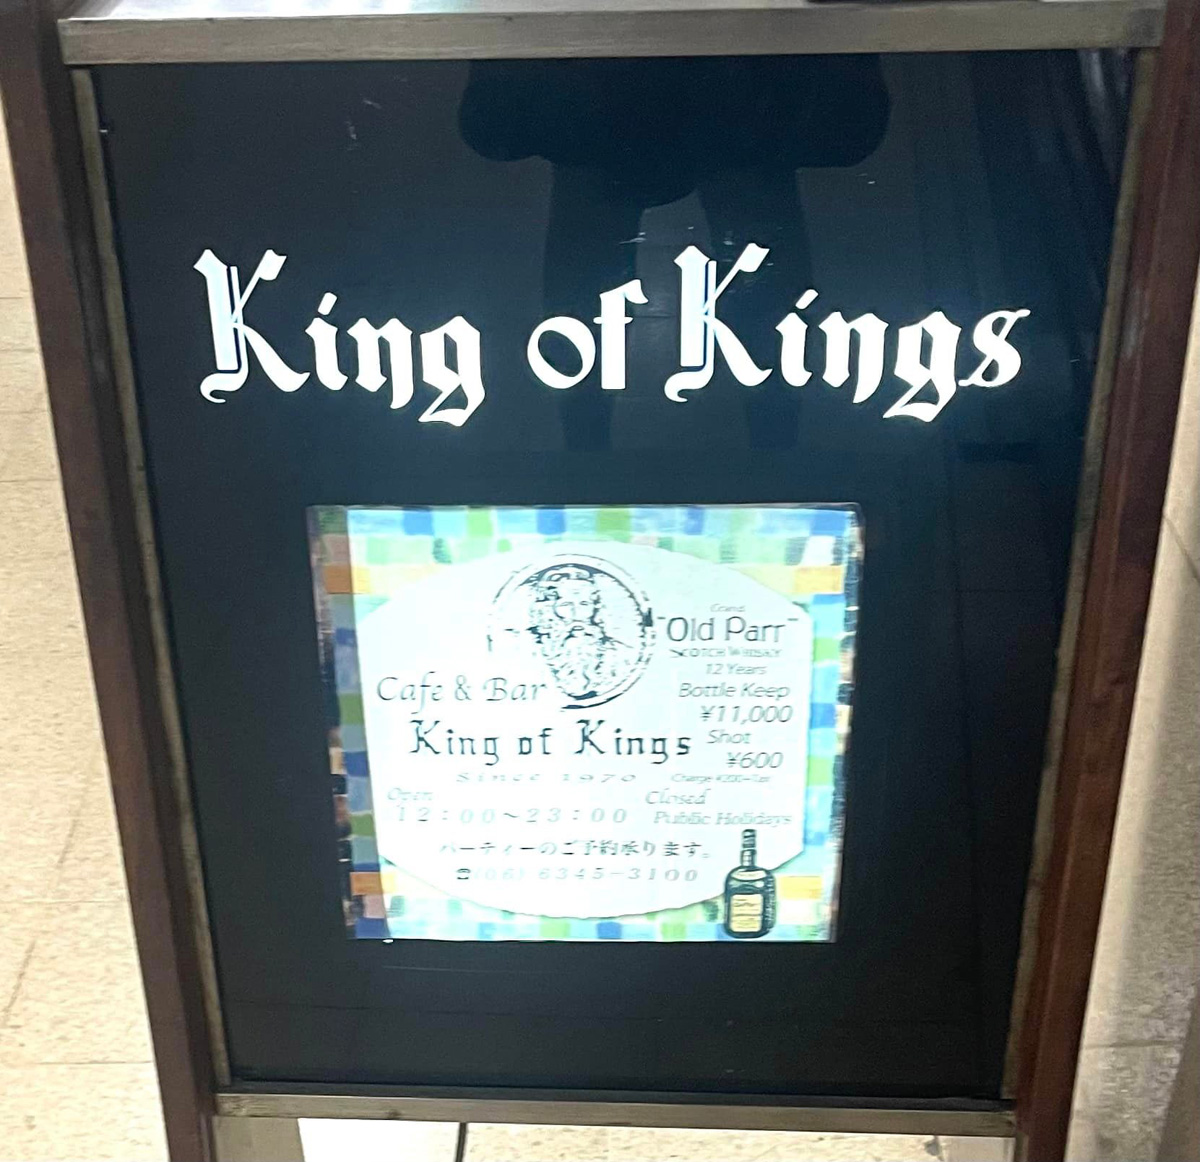 King of Kings
Grand
"Old Parr"
SCOTCH WHISKY
12 Years
Cafe & Bar
Bottle Keep
¥11,000
King of Kings
Shot
¥600
Since 1970
Charge
Open
12:00~23:00
Closed
Public Holidays
パーティーのご予約承ります。
☎(06) 6345-3100